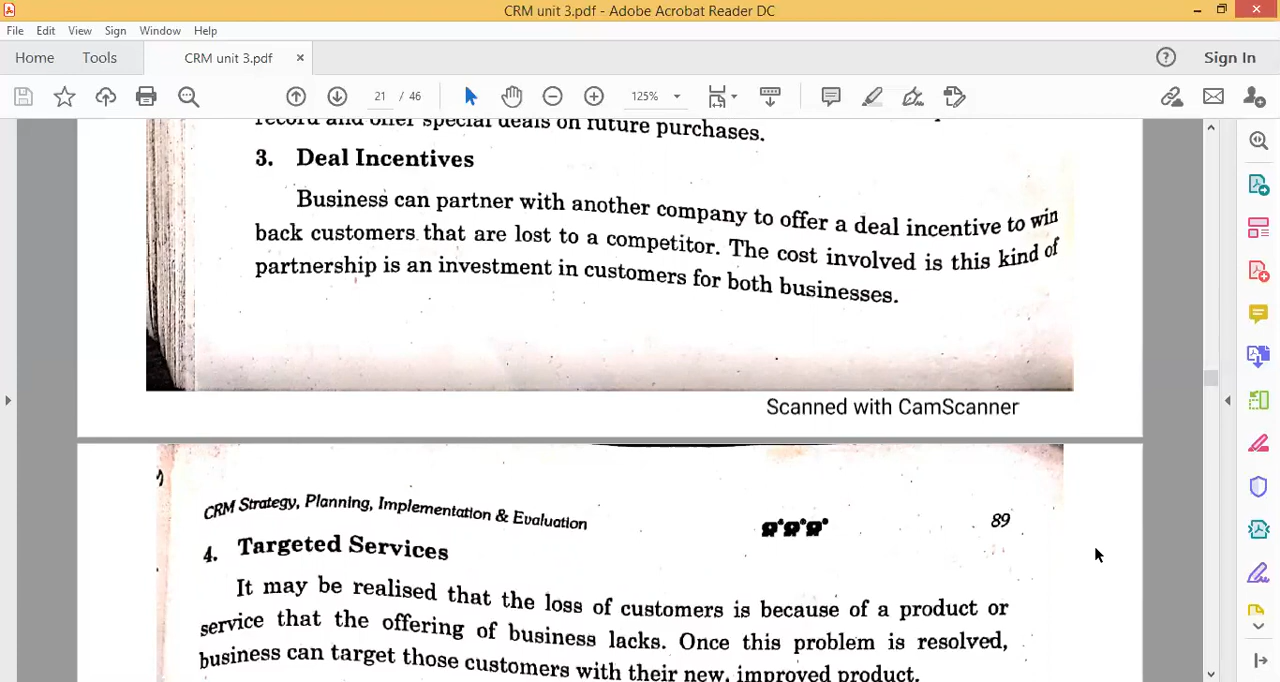 CRM unit 3.pdf - Adobe Acrobat Reader DC
File Edit View Sign Window Help
Home Tools CRM unit 3.pdf × Sign In
21 / 46 125%
record and offer special deals on future purchases.
3. Deal Incentives
Business can partner with another company to offer a deal incentive to win
back customers that are lost to a competitor. The cost involved is this kind of
partnership is an investment in customers for both businesses.
Scanned with CamScanner
CRM Strategy, Planning, Implementation & Evaluation 89
4. Targeted Services
It may be realised that the loss of customers is because of a product or
service that the offering of business lacks. Once this problem is resolved,
business can target those customers with their new, improved product.